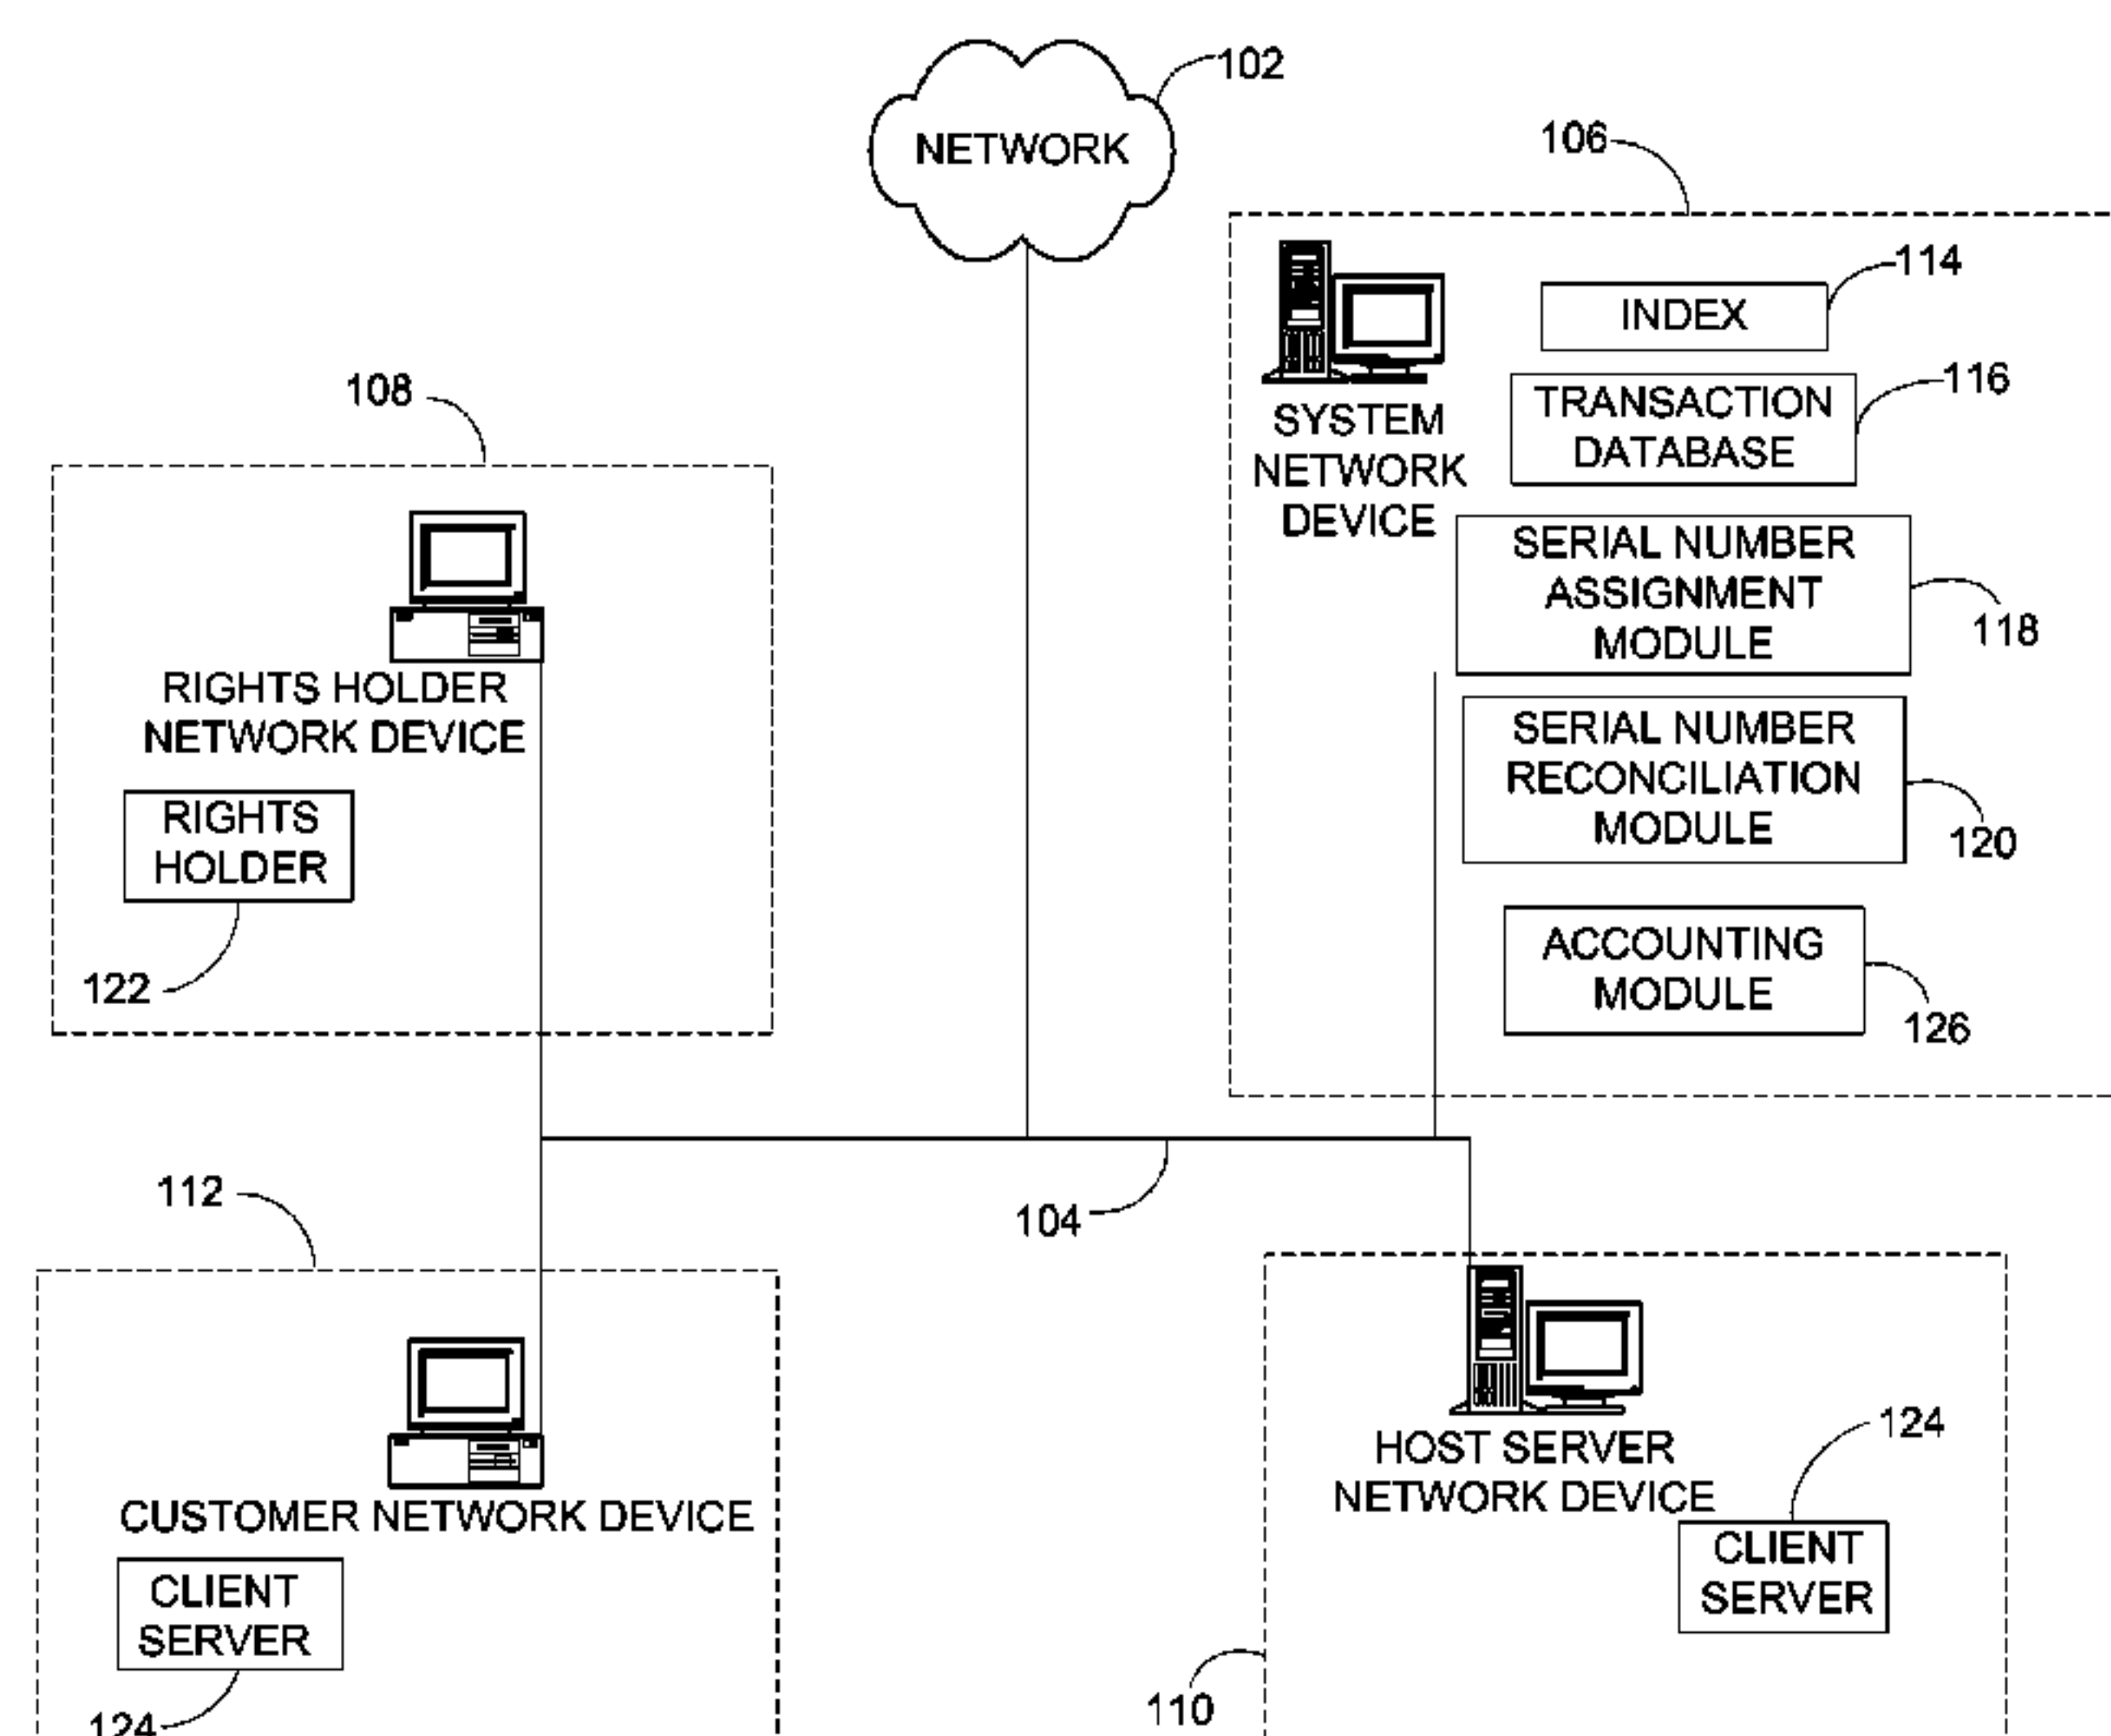 102
NETWORK
106
114
INDEX
108
116
TRANSACTION
DATABASE
SYSTEM
NETWORK
DEVICE
SERIAL NUMBER
ASSIGNMENT
MODULE
118
RIGHTS HOLDER
NETWORK DEVICE
SERIAL NUMBER
RECONCILIATION
MODULE
120
RIGHTS
HOLDER
122
ACCOUNTING
MODULE
126
112
104
124
HOST SERVER
NETWORK DEVICE
CUSTOMER NETWORK DEVICE
CLIENT
SERVER
CLIENT
SERVER
110
124